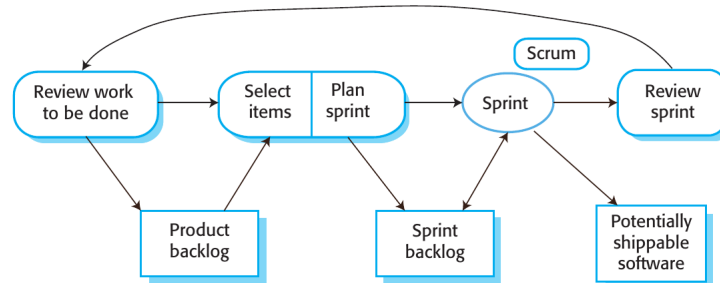 Scrum
Review work
to be done
Select
items
Plan
sprint
Sprint
Review
sprint
Product
backlog
Sprint
backlog
Potentially
shippable
software